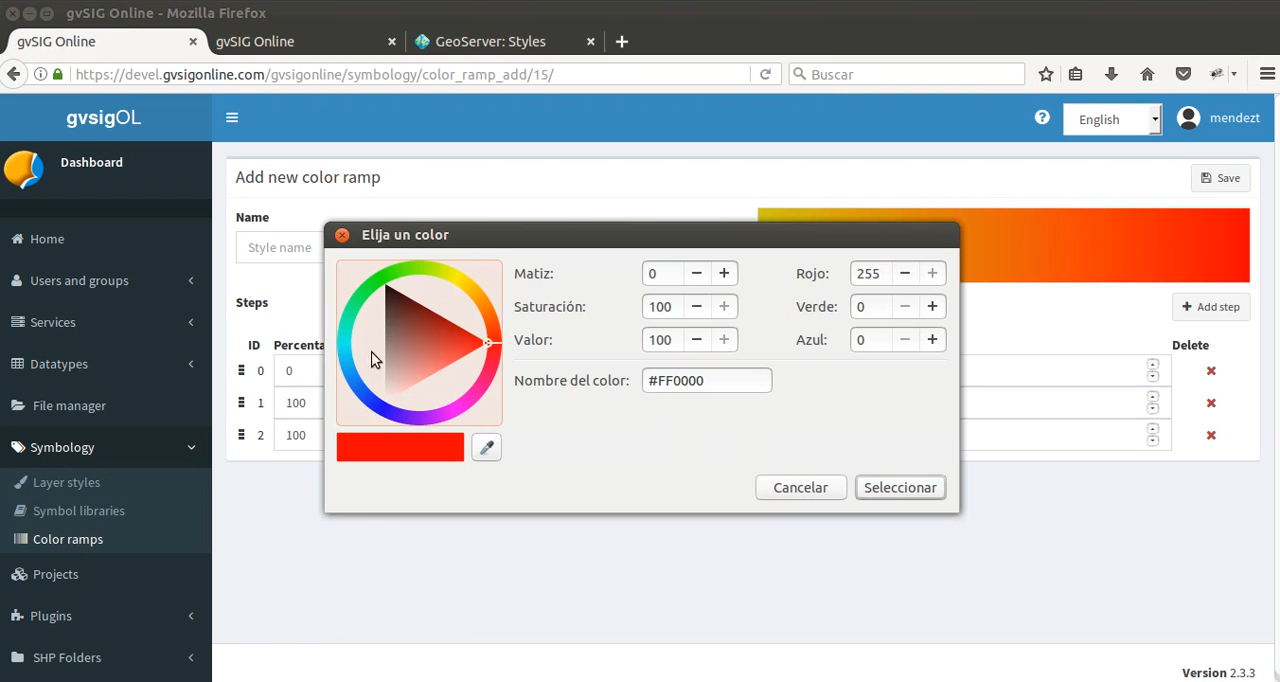 gvSIG Online - Mozilla Firefox
gvSIG Online
gvSIG Online
GeoServer: Styles
https://devel.gvsigonline.com/gvsigonline/symbology/color_ramp_add/15/
Buscar
gvsigOL
English
mendezt
Dashboard
Add new color ramp
Save
Name
Style name
Home
Users and groups
Services
Datatypes
File manager
Symbology
Layer styles
Symbol libraries
Color ramps
Projects
Plugins
SHP Folders
Steps
Add step
ID
Percenta
Delete
0
0
1
100
2
100
Elija un color
Matiz:
0
Rojo:
255
Saturación:
100
Verde:
0
Valor:
100
Azul:
0
Nombre del color:
#FF0000
Cancelar
Seleccionar
Version 2.3.3